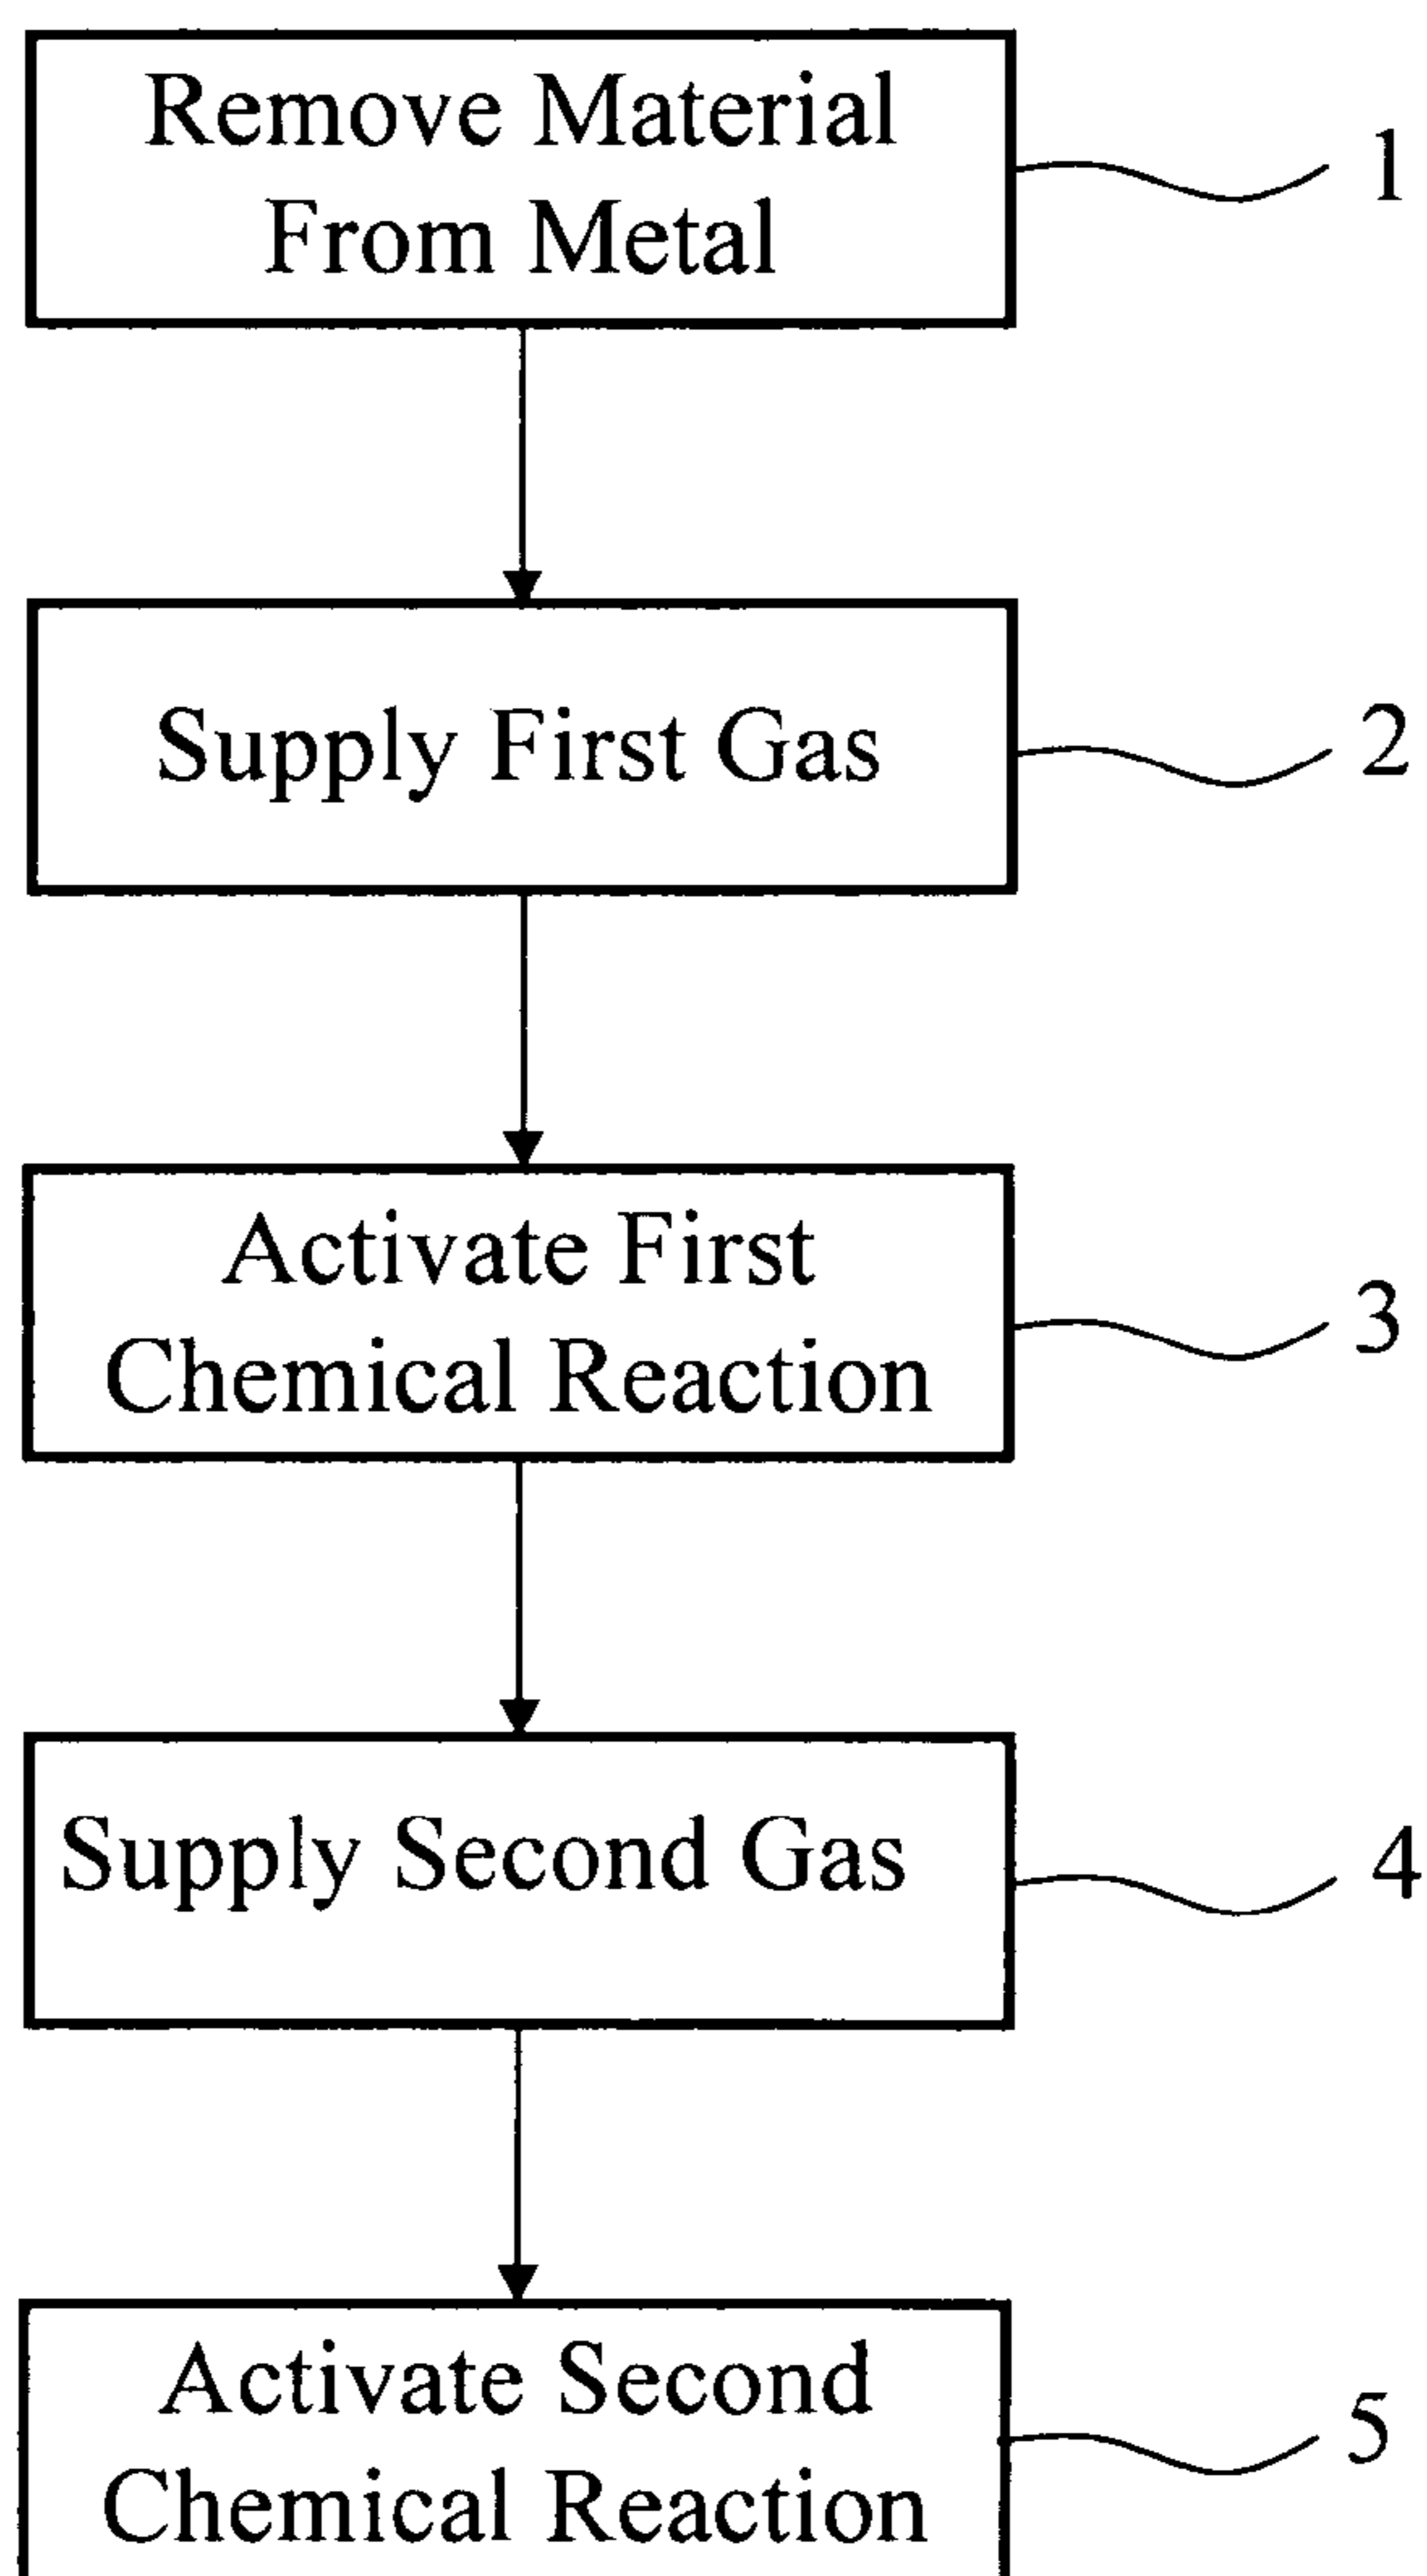 Remove Material
From Metal
1
Supply First Gas
2
Activate First
Chemical Reaction
3
Supply Second Gas
4
Activate Second
Chemical Reaction
5